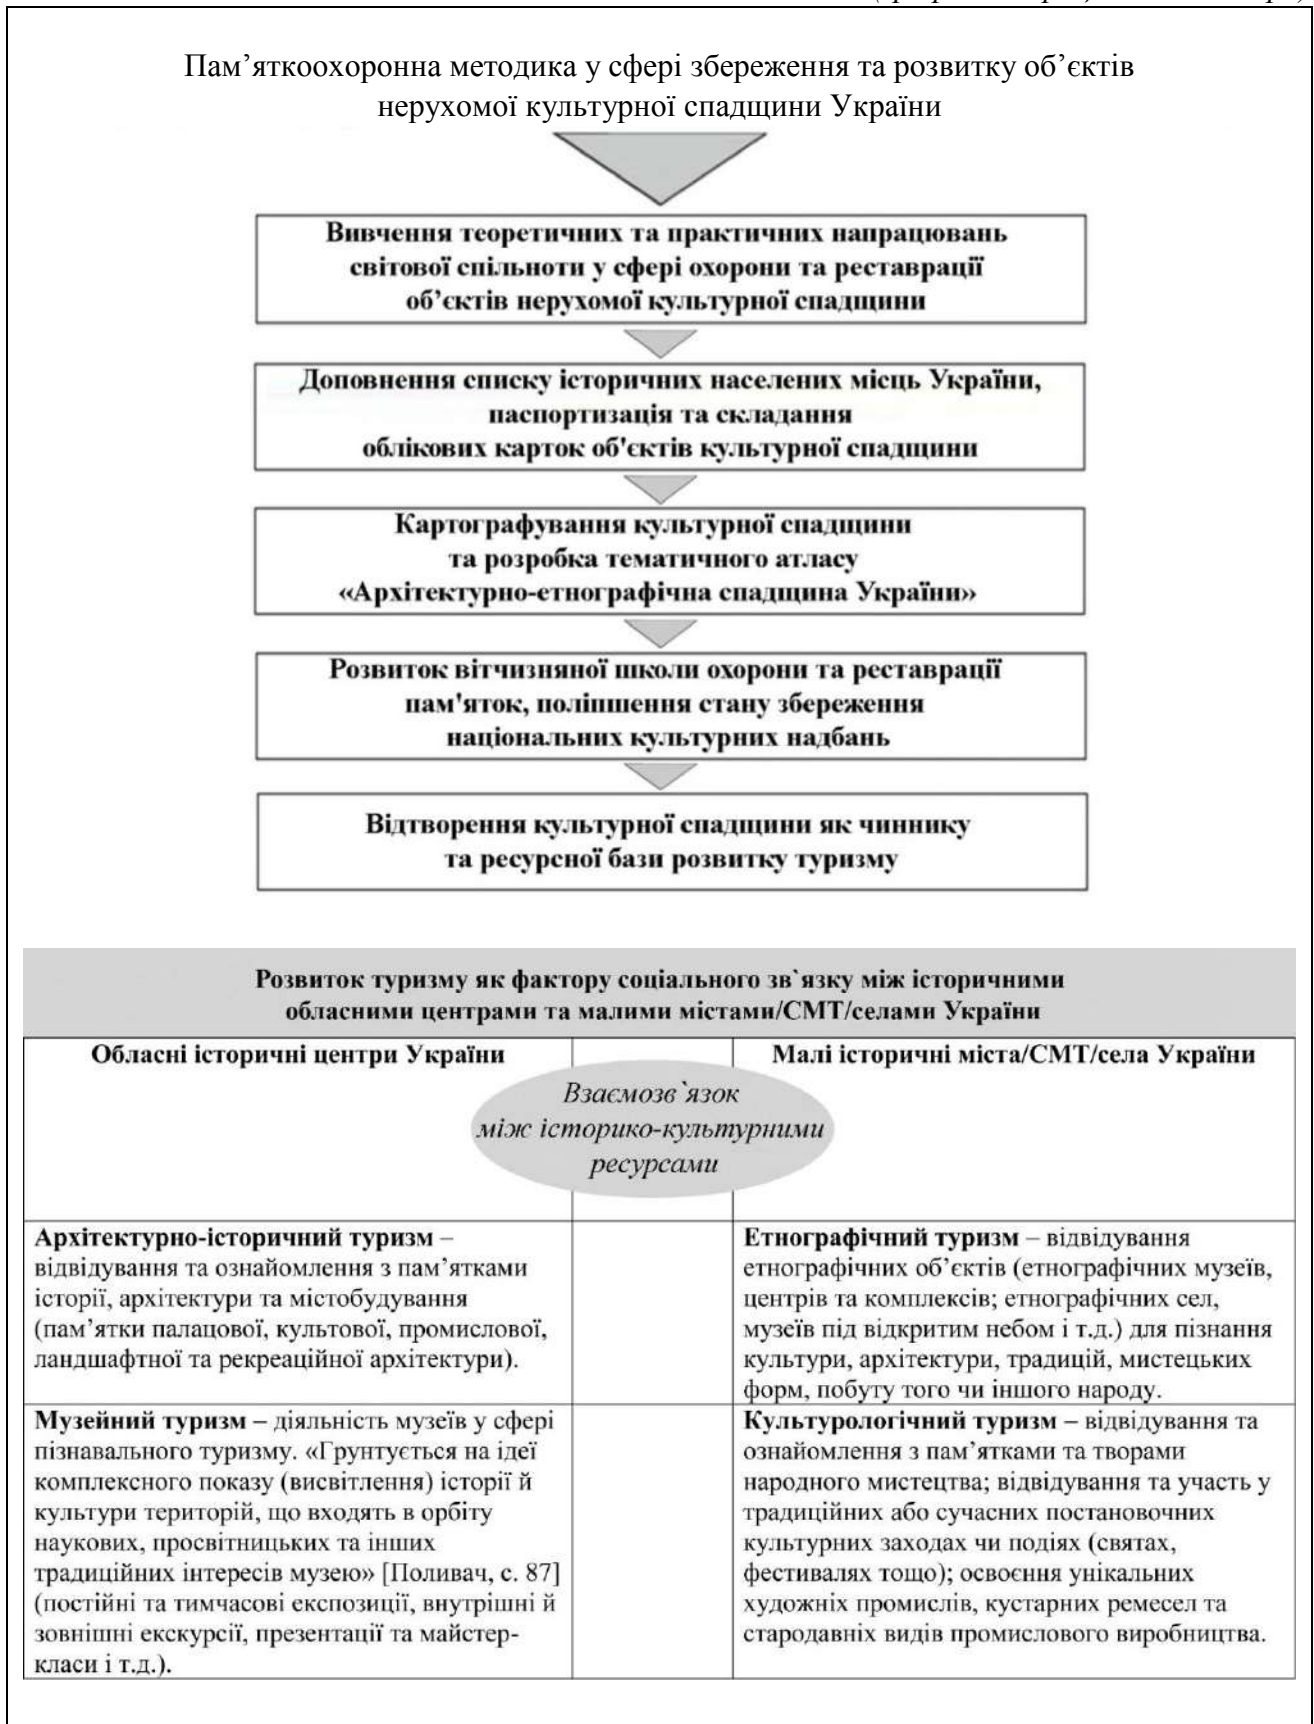 Пам’яткоохоронна методика у сфері збереження та розвитку об’єктів
нерухомої культурної спадщини України
Вивчення теоретичних та практичних напрацювань
світової спільноти у сфері охорони та реставрації
об’єктів нерухомої культурної спадщини
Доповнення списку історичних населених місць України,
паспортизація та складання
облікових карток об'єктів культурної спадщини
Картографування культурної спадщини
та розробка тематичного атласу
«Архітектурно-етнографічна спадщина України»
Розвиток вітчизняної школи охорони та реставрації
пам'яток, поліпшення стану збереження
національних культурних надбань
Відтворення культурної спадщини як чиннику
та ресурсної бази розвитку туризму
Розвиток туризму як фактору соціального зв`язку між історичними
обласними центрами та малими містами/СМТ/селами України
Обласні історичні центри України
Малі історичні міста/СМТ/села України
Взаємозв`язок
між історико-культурними
ресурсами
Архітектурно-історичний туризм –
відвідування та ознайомлення з пам’ятками
історії, архітектури та містобудування
(пам’ятки палацової, культової, промислової,
ландшафтної та рекреаційної архітектури).
Етнографічний туризм – відвідування
етнографічних об’єктів (етнографічних музеїв,
центрів та комплексів; етнографічних сел,
музеїв під відкритим небом і т.д.) для пізнання
культури, архітектури, традицій, мистецьких
форм, побуту того чи іншого народу.
Музейний туризм – діяльність музеїв у сфері
пізнавального туризму. «Грунтується на ідеї
комплексного показу (висвітлення) історії й
культури територій, що входять в орбіту
наукових, просвітницьких та інших
традиційних інтересів музею» [Поливач, с. 87]
(постійні та тимчасові експозиції, внутрішні й
зовнішні екскурсії, презентації та майстер-
класи і т.д.).
Культурологічний туризм – відвідування та
ознайомлення з пам’ятками та творами
народного мистецтва; відвідування та участь у
традиційних або сучасних постановочних
культурних заходах чи подіях (святах,
фестивалях тощо); освоєння унікальних
художніх промислів, кустарних ремесел та
стародавніх видів промислового виробництва.